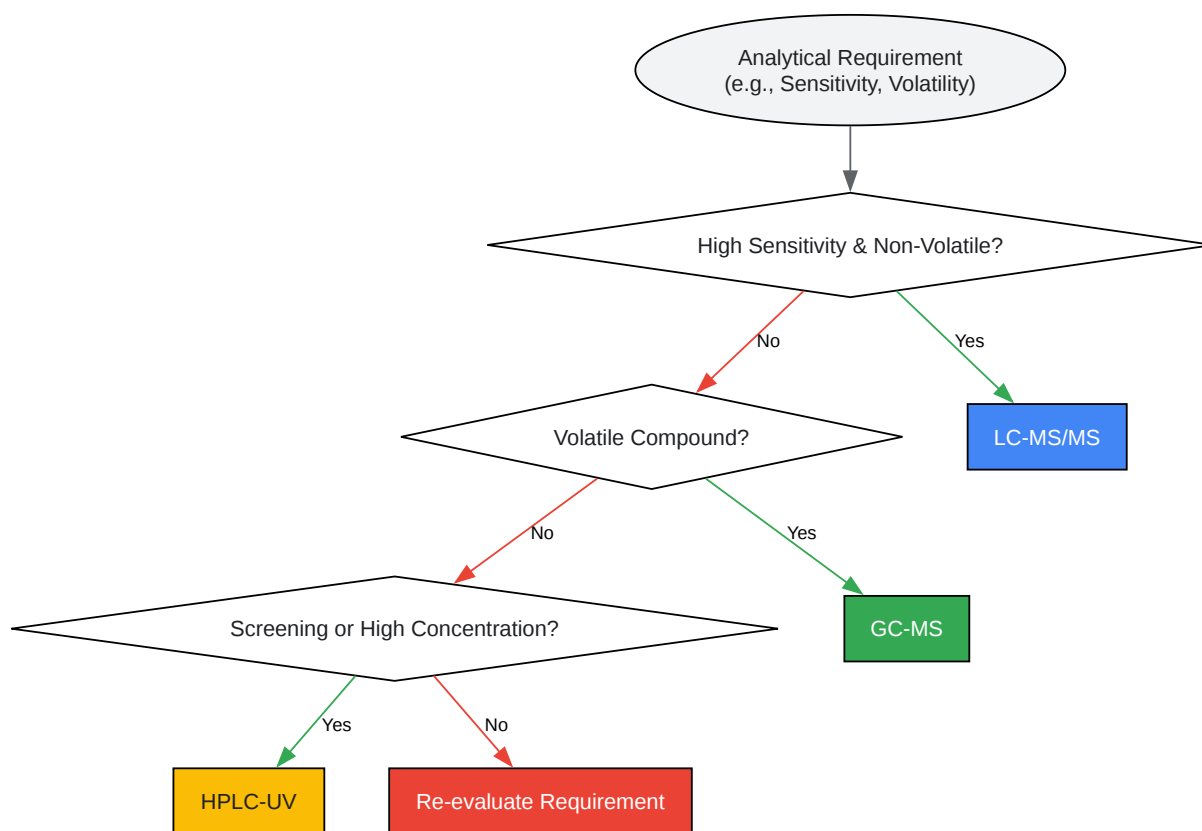 Analytical Requirement
(e.g., Sensitivity, Volatility)
High Sensitivity & Non-Volatile?
No
Yes
Volatile Compound?
LC-MS/MS
No
Yes
Screening or High Concentration?
GC-MS
Yes
No
HPLC-UV
Re-evaluate Requirement